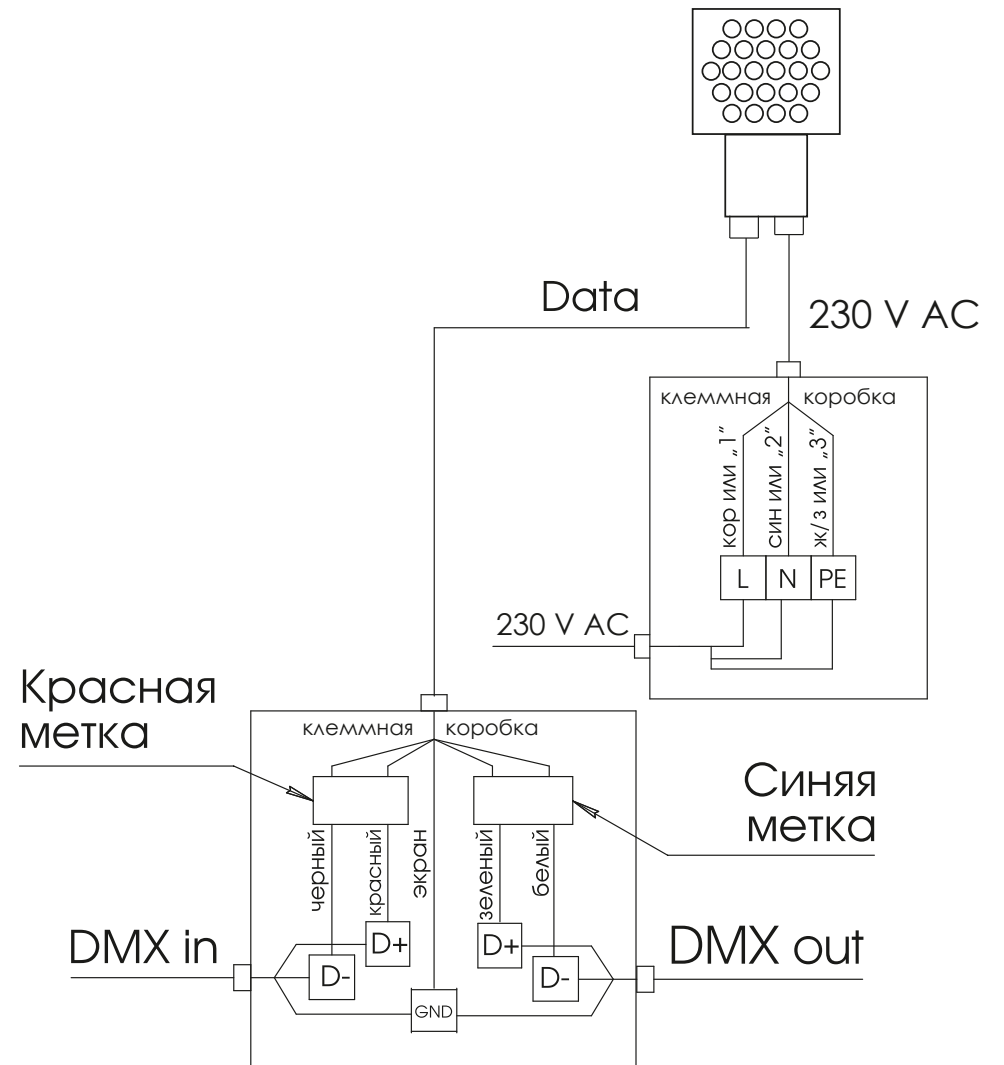 Data
230 V AC
клеммная коробка
кор или „1“
син или „2“
ж/з или „3“
L N PE
230 V AC
Красная
метка
клеммная коробка
Синяя
метка
черный
красный
экран
зеленый
белый
DMX in
D+
D-
GND
D+
D-
DMX out